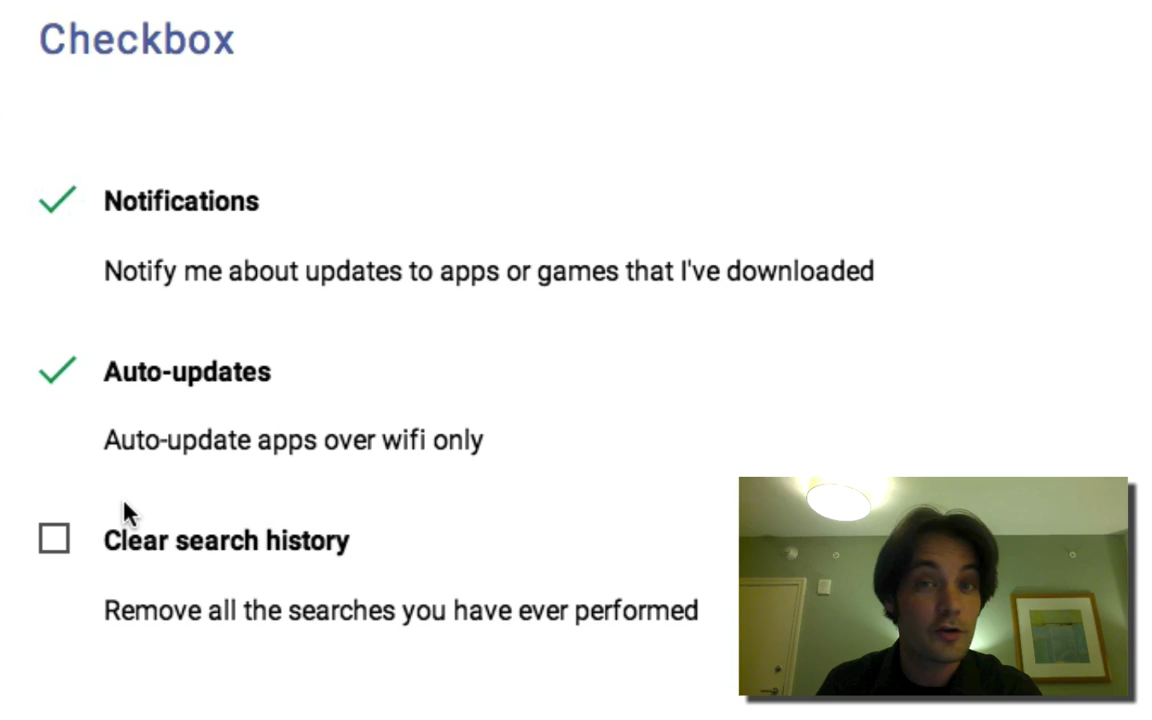 Checkbox
Notifications
Notify me about updates to apps or games that I've downloaded
Auto-updates
Auto-update apps over wifi only
Clear search history
Remove all the searches you have ever performed